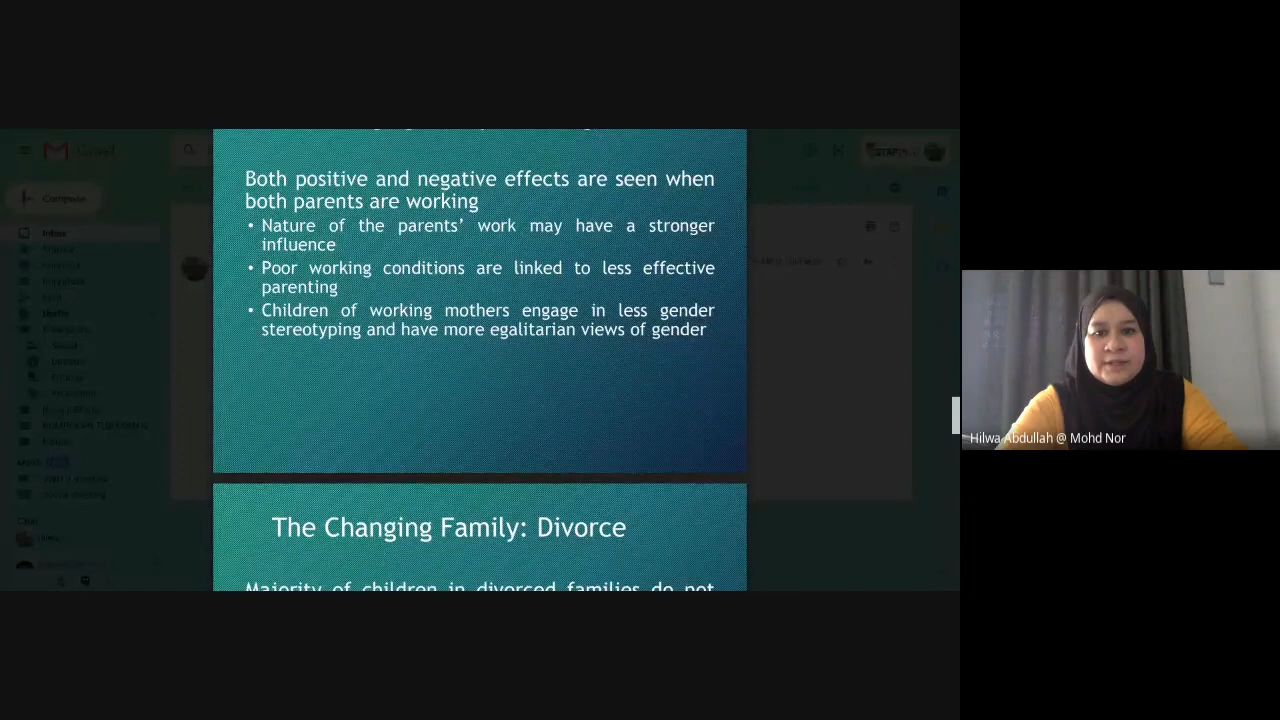 Compose
Inbox
Both positive and negative effects are seen when
both parents are working
• Nature of the parents’ work may have a stronger
influence
• Poor working conditions are linked to less effective
parenting
• Children of working mothers engage in less gender
stereotyping and have more egalitarian views of gender
The Changing Family: Divorce
Majority of children in divorced families do not
Hilwa Abdullah @ Mohd Nor